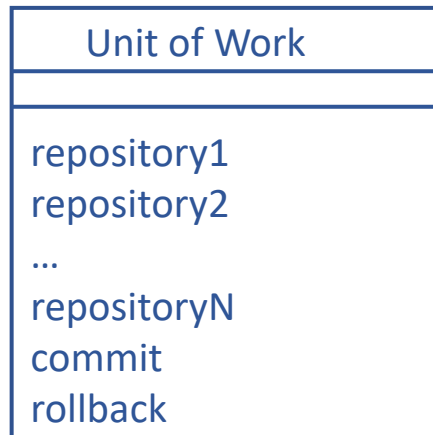 Unit of Work
repository1
repository2
...
repositoryN
commit
rollback